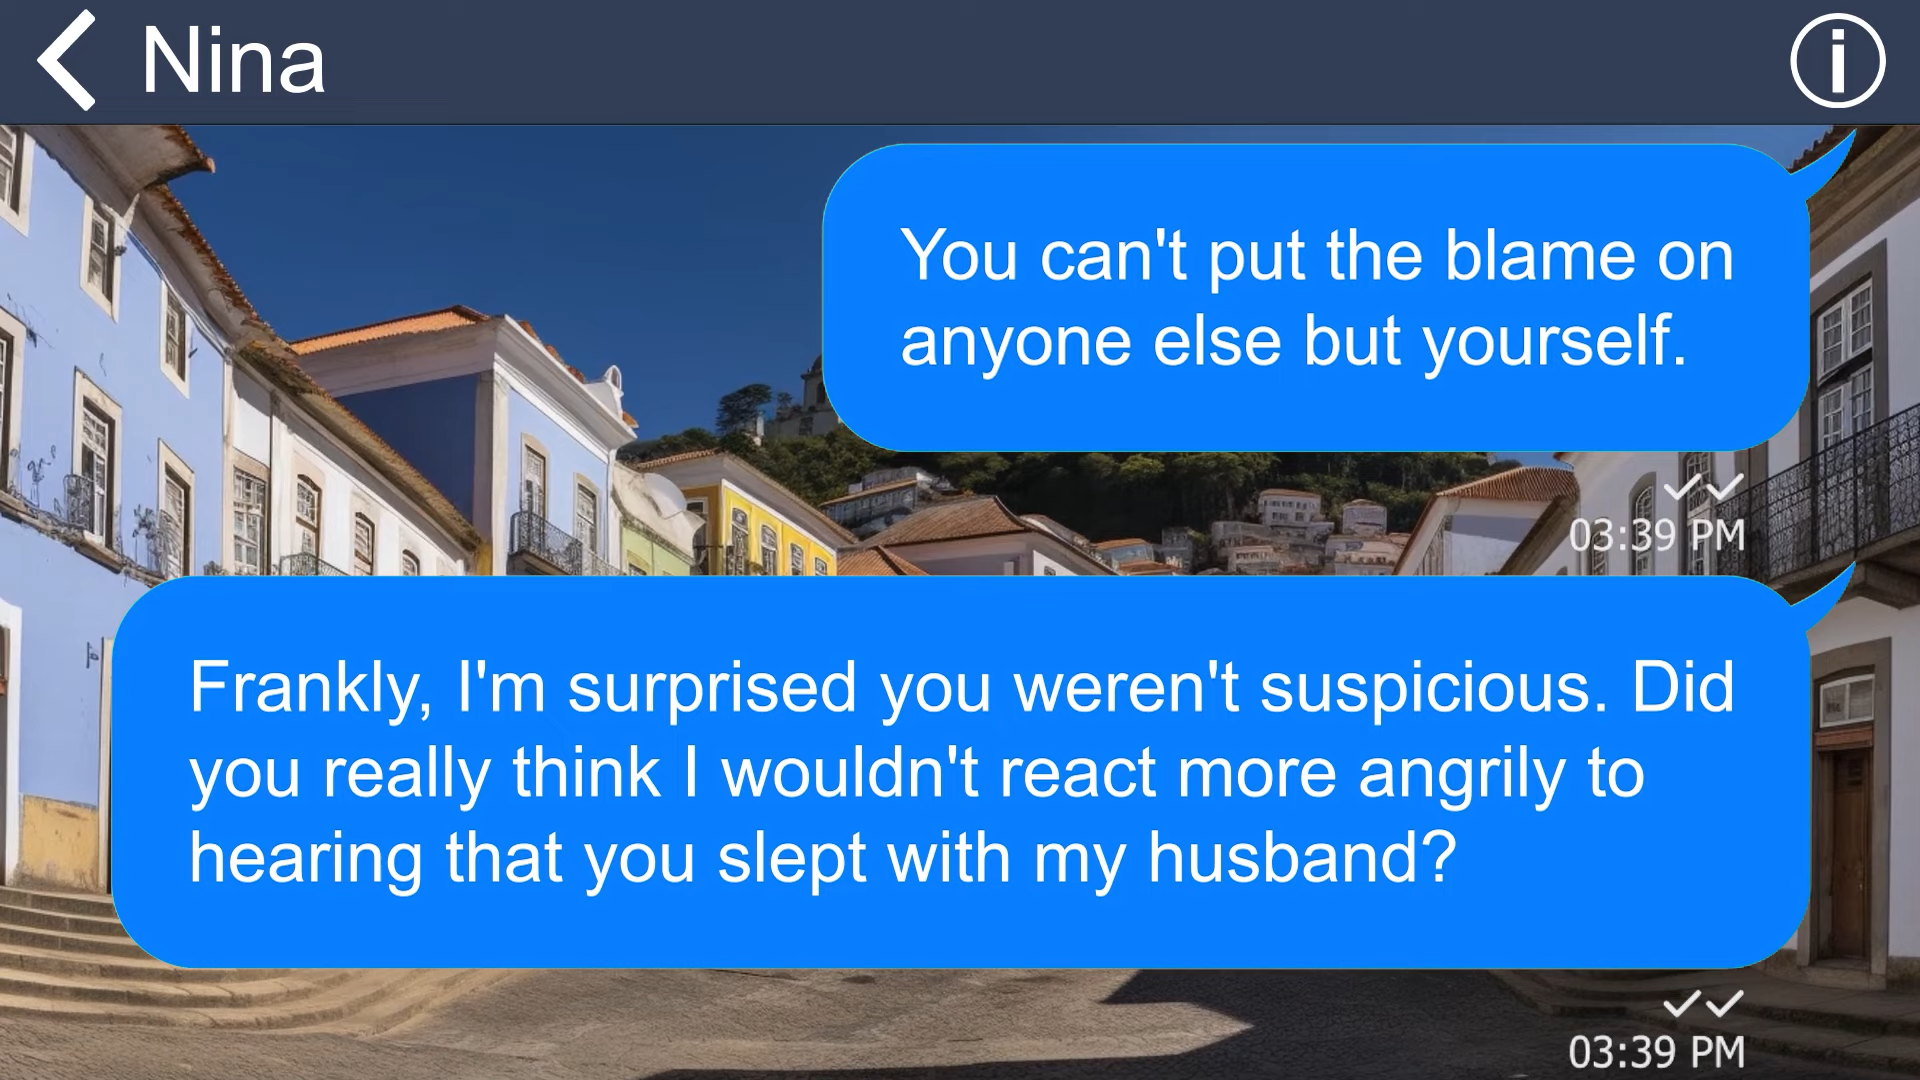 Nina
You can't put the blame on
anyone else but yourself.
03:39 PM
Frankly, I'm surprised you weren't suspicious. Did
you really think I wouldn't react more angrily to
hearing that you slept with my husband?
03:39 PM